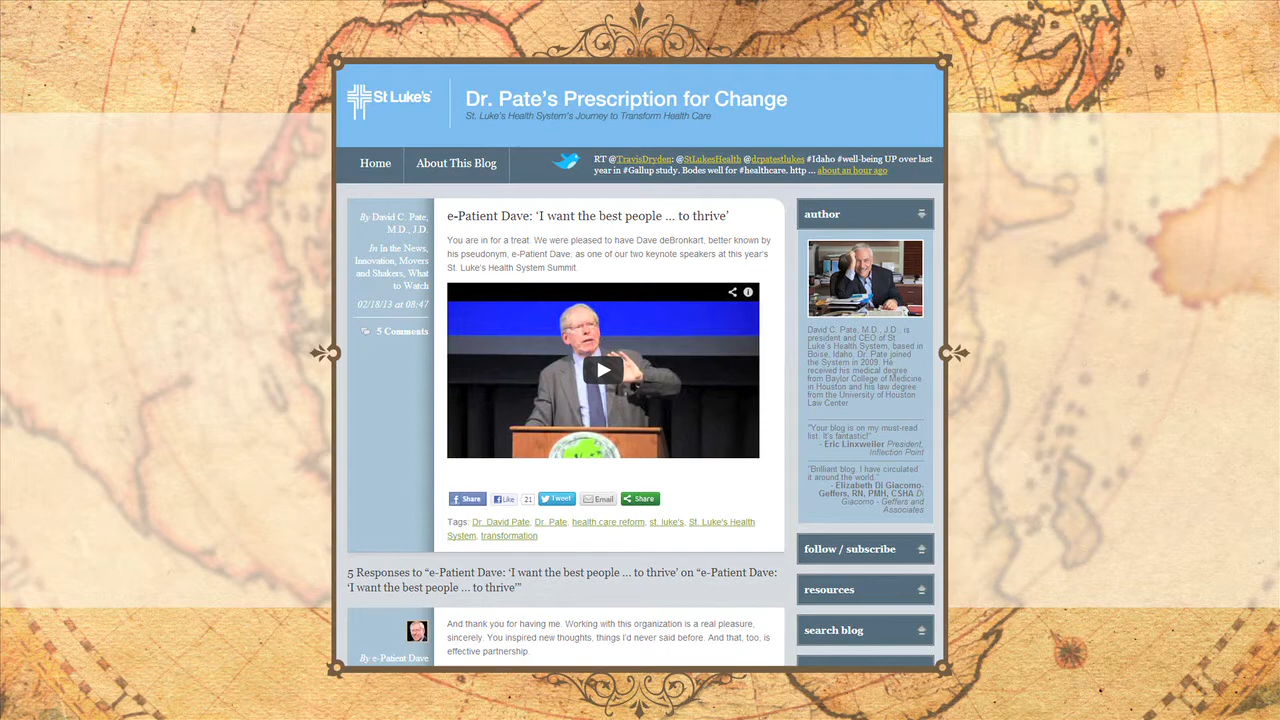 St Luke's
Dr. Pate's Prescription for Change
St. Luke's Health System's Journey to Transform Health Care
Home
About This Blog
RT @TravisDryden: @StLukesHealth @drpatestlukes #Idaho #well-being UP over last
year in #Gallup study. Bodes well for #healthcare. http ... about an hour ago
By David C. Pate,
M.D., J.D.
In In the News,
Innovation, Movers
and Shakers, What
to Watch
02/18/13 at 08:47
5 Comments
e-Patient Dave: ‘I want the best people ... to thrive’
You are in for a treat. We were pleased to have Dave deBronkart, better known by
his pseudonym, e-Patient Dave, as one of our two keynote speakers at this year’s
St. Luke’s Health System Summit.
Share
Like
21
Tweet
Email
Share
Tags: Dr. David Pate, Dr. Pate, health care reform, st. luke's, St. Luke's Health
System, transformation
5 Responses to “e-Patient Dave: ‘I want the best people ... to thrive’ on “e-Patient Dave:
‘I want the best people ... to thrive’”
By e-Patient Dave
And thank you for having me. Working with this organization is a real pleasure,
sincerely. You inspired new thoughts, things I'd never said before. And that, too, is
effective partnership.
author
David C. Pate, M.D., J.D., is
president and CEO of St.
Luke's Health System, based in
Boise, Idaho. Dr. Pate joined
the System in 2009. He
received his medical degree
from Baylor College of Medicine
in Houston and his law degree
from the University of Houston
Law Center
"Your blog is on my must-read
list. It's fantastic!"
- Eric Linxweiler President,
Inflection Point
"Brilliant blog. I have circulated
it around the world."
- Elizabeth Di Giacomo-
Geffers, RN, PMH, CSHA Di
Giacomo - Geffers and
Associates
follow / subscribe
resources
search blog